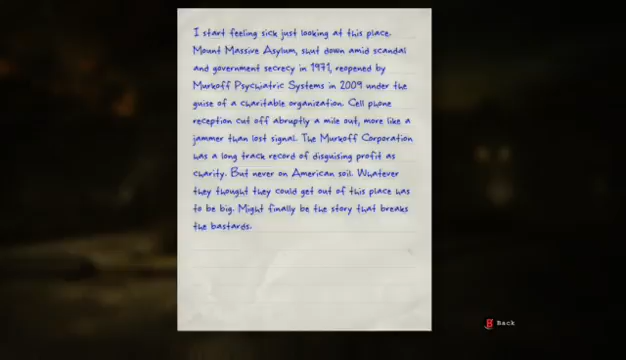 I start feeling sick just looking at this place.
Mount Massive Asylum, shut down amid scandal
and government secrecy in 1971, reopened by
Murkoff Psychiatric Systems in 2009 under the
guise of a charitable organization. Cell phone
reception cut off abruptly a mile out, more like a
jammer than lost signal. The Murkoff Corporation
has a long track record of disguising profit as
charity. But never on American soil. Whatever
they thought they could get out of this place has
to be big. Might finally be the story that breaks
the bastards.
Back